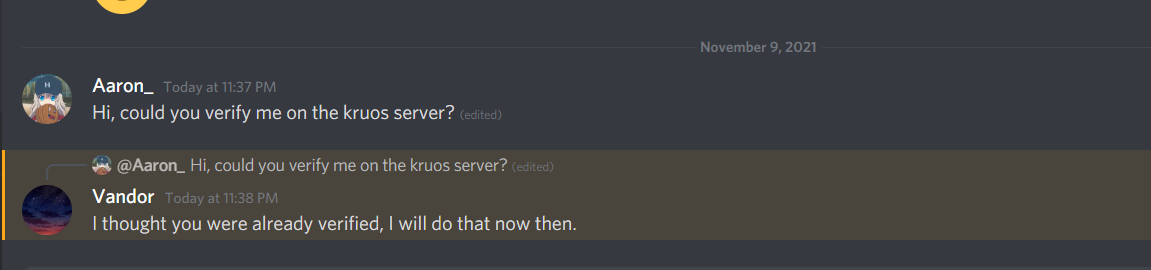 November 9, 2021
Aaron_ Today at 11:37 PM
Hi, could you verify me on the kruos server? (edited)
@Aaron_ Hi, could you verify me on the kruos server? (edited)
Vandor Today at 11:38 PM
I thought you were already verified, I will do that now then.